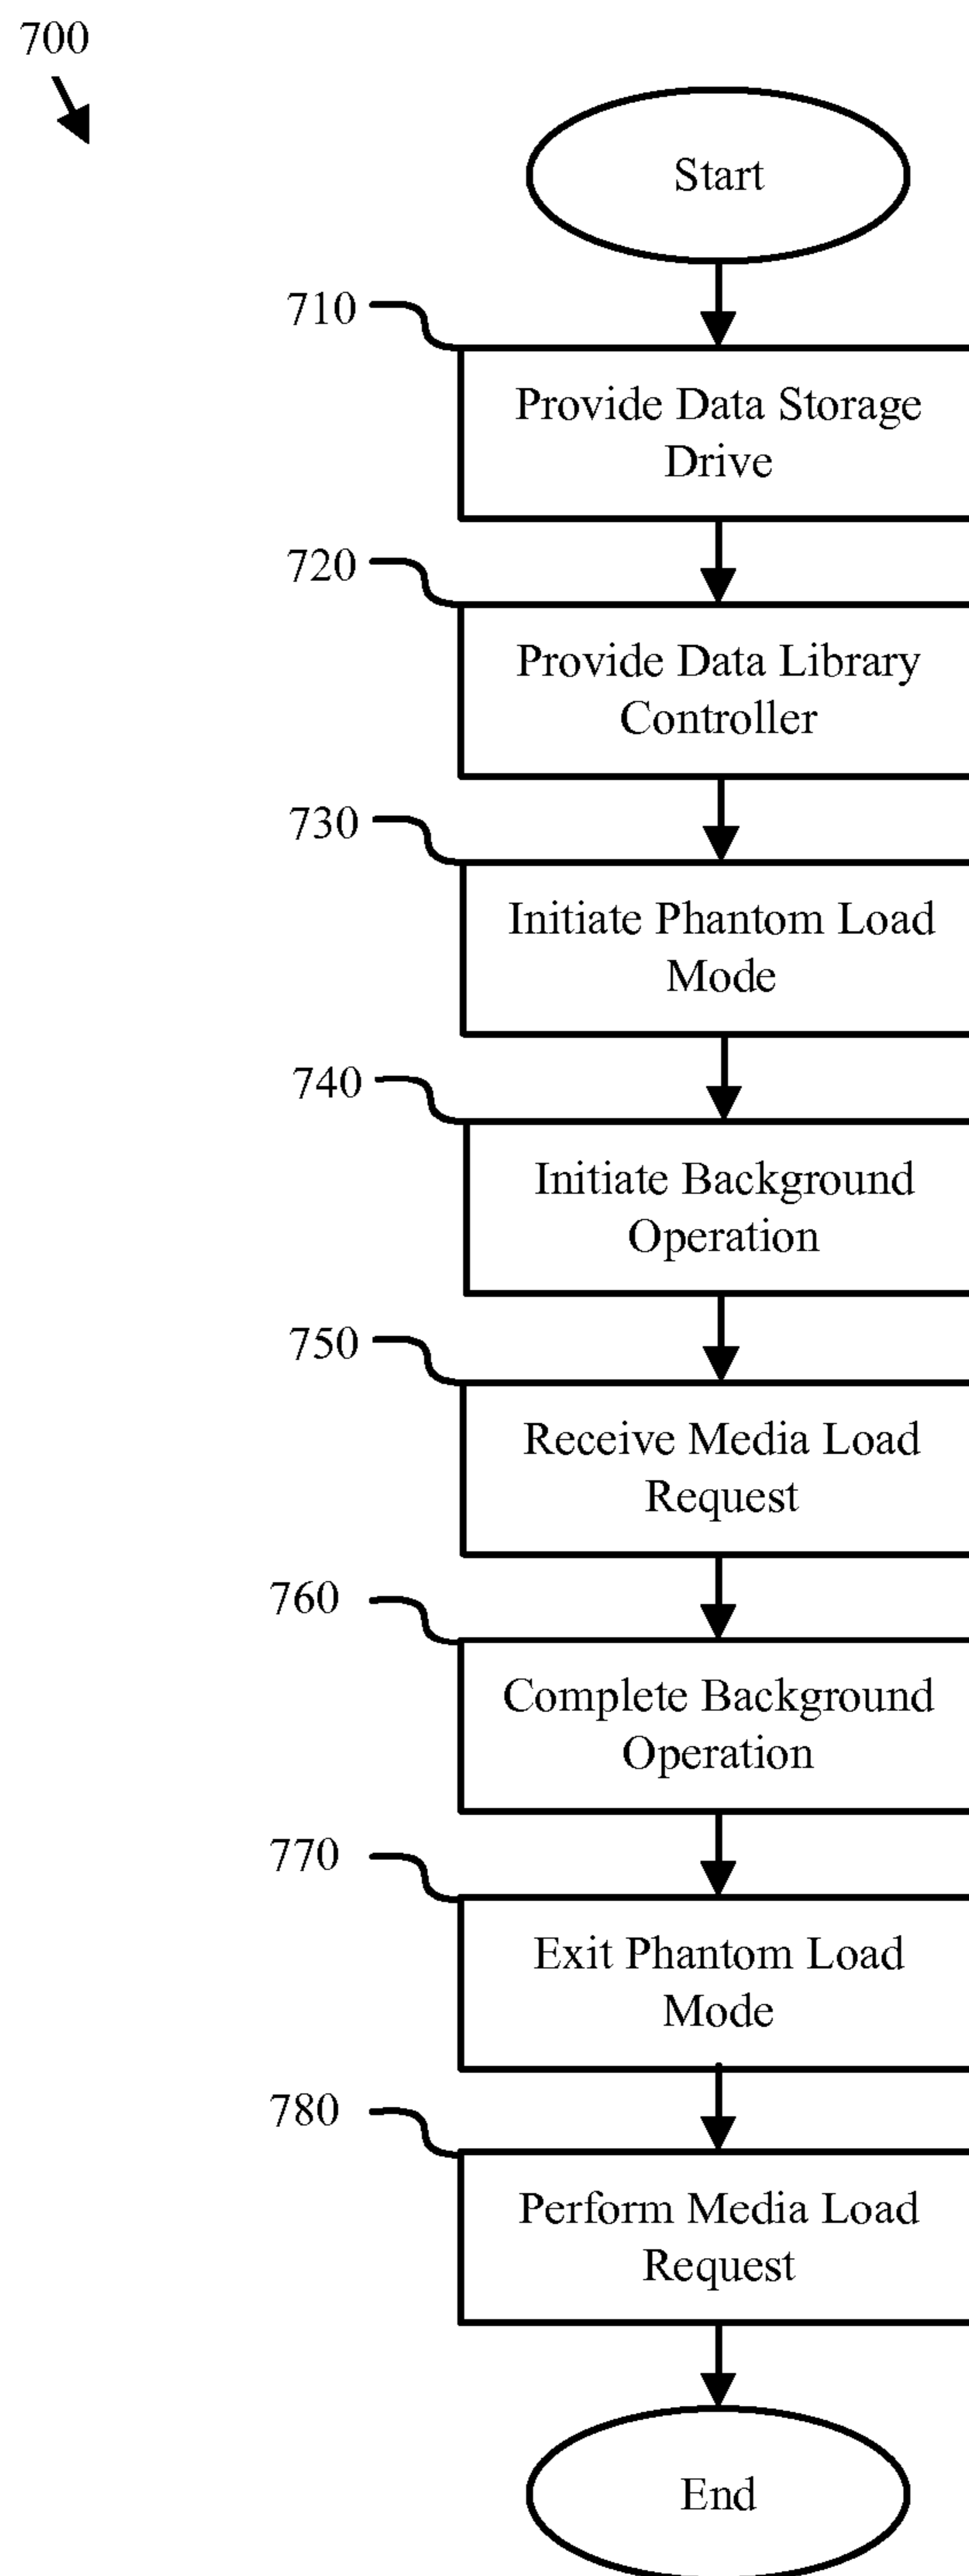 700
Start
710
Provide Data Storage
Drive
720
Provide Data Library
Controller
730
Initiate Phantom Load
Mode
740
Initiate Background
Operation
750
Receive Media Load
Request
760
Complete Background
Operation
770
Exit Phantom Load
Mode
780
Perform Media Load
Request
End